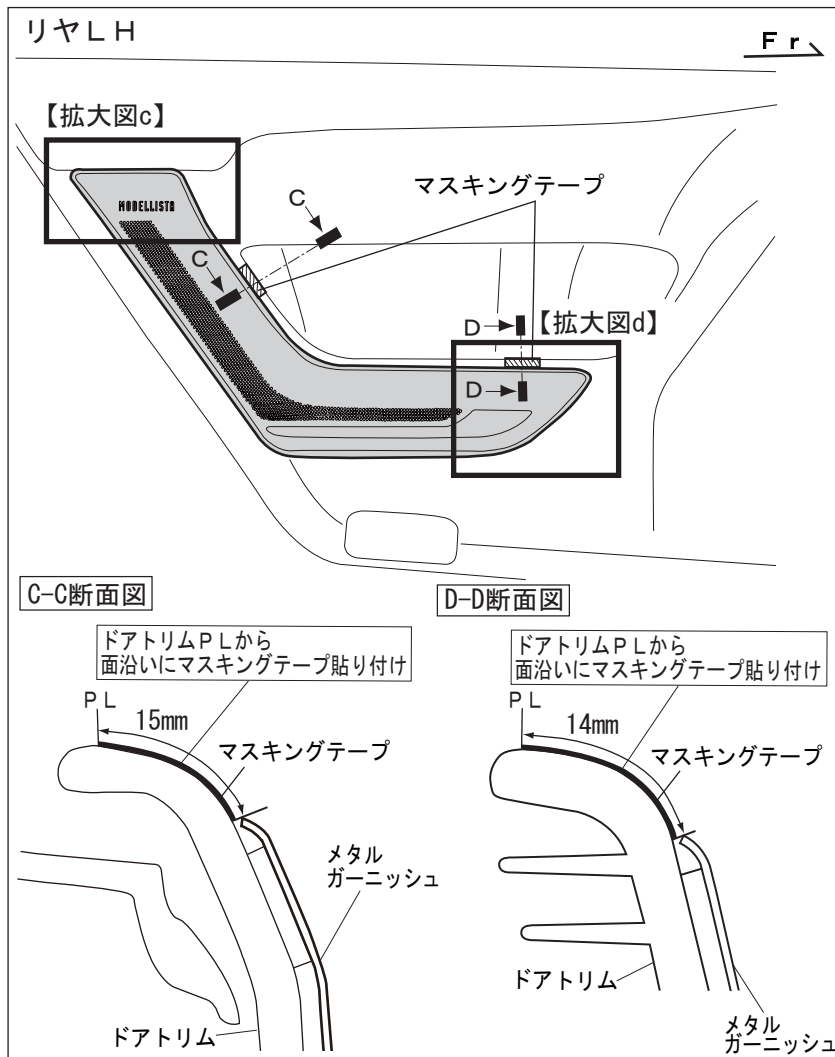 リヤＬＨ
Ｆｒ
【拡大図c】
マスキングテープ
MODELLISTA
C
C
D
【拡大図d】
D
C-C断面図
D-D断面図
ドアトリムＰＬから
面沿いにマスキングテープ貼り付け
ＰＬ
15mm
マスキングテープ
メタル
ガーニッシュ
ドアトリム
ドアトリムＰＬから
面沿いにマスキングテープ貼り付け
ＰＬ
14mm
マスキングテープ
ドアトリム
メタル
ガーニッシュ